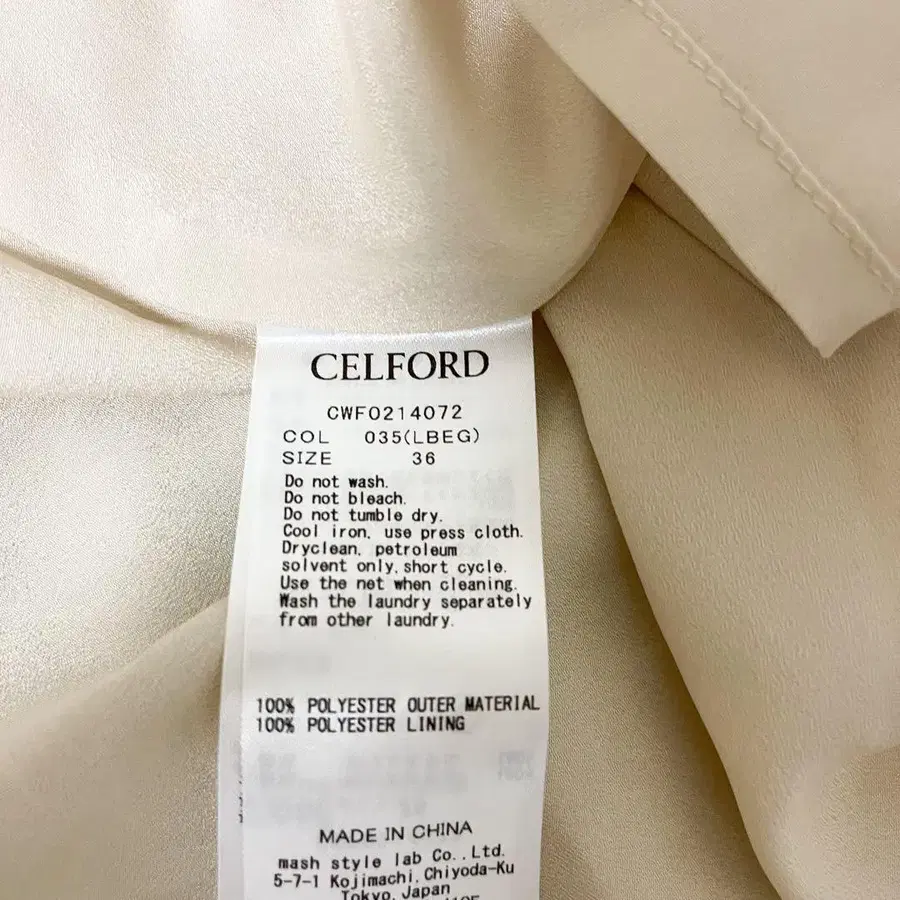 CELFORD
CWF0214072
COL 035(LBEG)
SIZE 36
Do not wash.
Do not bleach.
Do not tumble dry.
Cool iron, use press cloth.
Dryclean, petroleum
solvent only, short cycle.
Use the net when cleaning.
Wash the laundry separately
from other laundry.
100% POLYESTER OUTER MATERIAL
100% POLYESTER LINING
MADE IN CHINA
mash style lab Co.,Ltd.
5-7-1 Kojimachi, Chiyoda-Ku
Tokyo, Japan